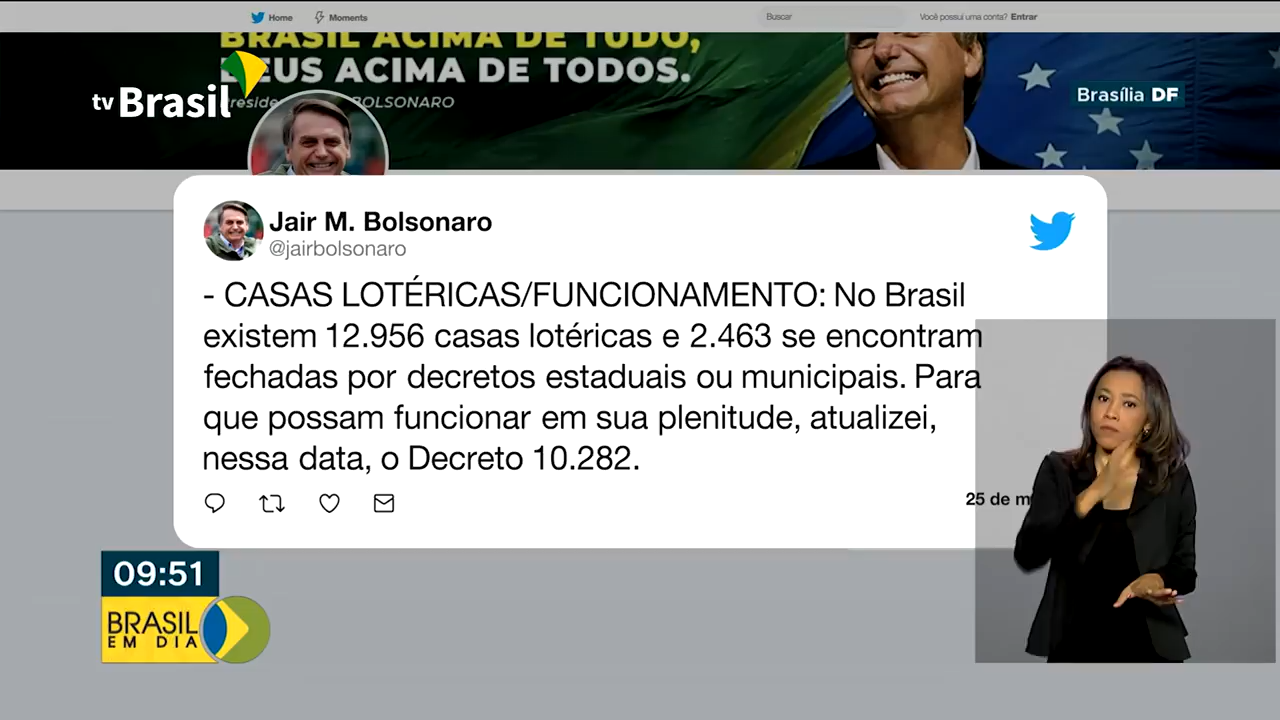 Home Moments Buscar Você possui uma conta? Entrar
BRASIL ACIMA DE TUDO,
DEUS ACIMA DE TODOS.
BOLSONARO
tv Brasil
Brasília DF
Jair M. Bolsonaro
@jairbolsonaro
- CASAS LOTÉRICAS/FUNCIONAMENTO: No Brasil
existem 12.956 casas lotéricas e 2.463 se encontram
fechadas por decretos estaduais ou municipais. Para
que possam funcionar em sua plenitude, atualizei,
nessa data, o Decreto 10.282.
25 de m
09:51
BRASIL
EM DIA